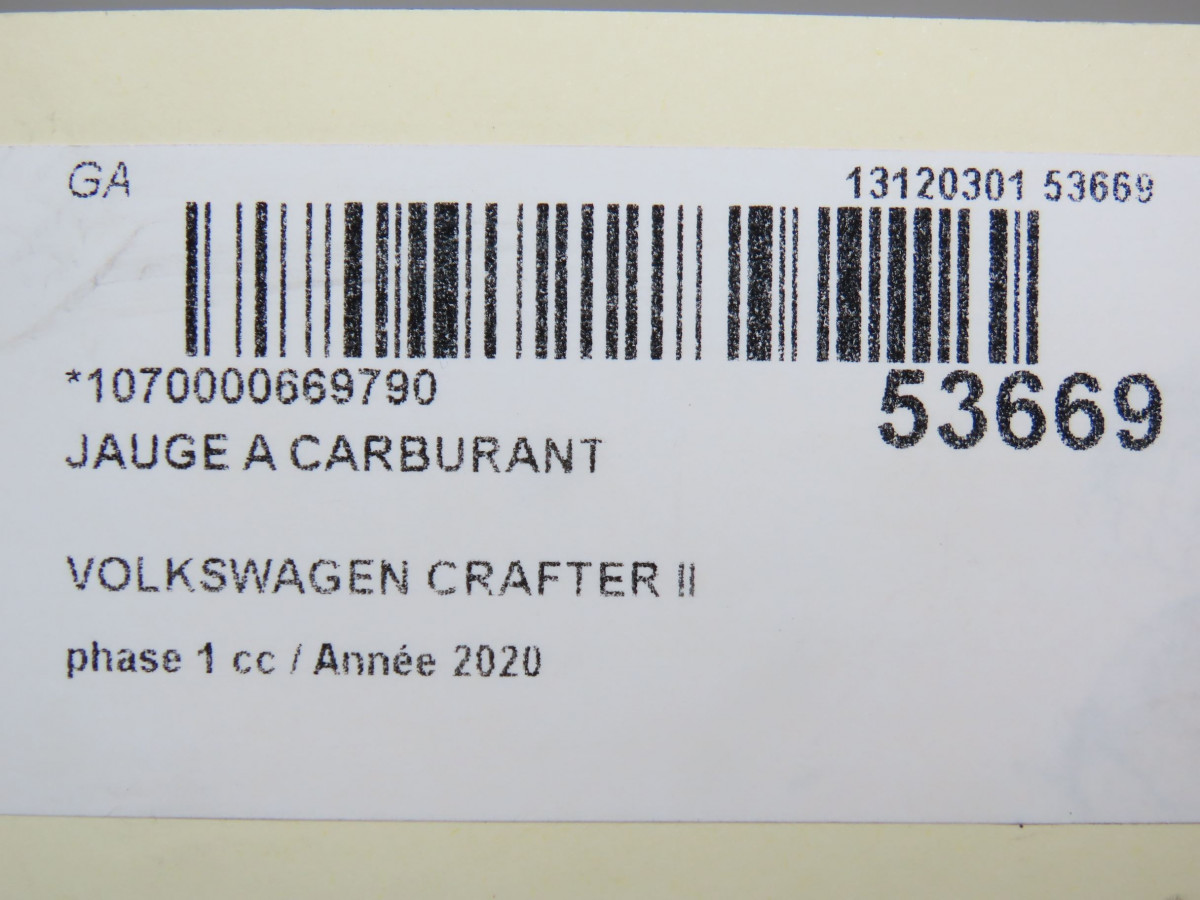 GA
13120301 53669
*1070000669790
53669
JAUGE A CARBURANT
VOLKSWAGEN CRAFTER II
phase 1 cc / Année 2020